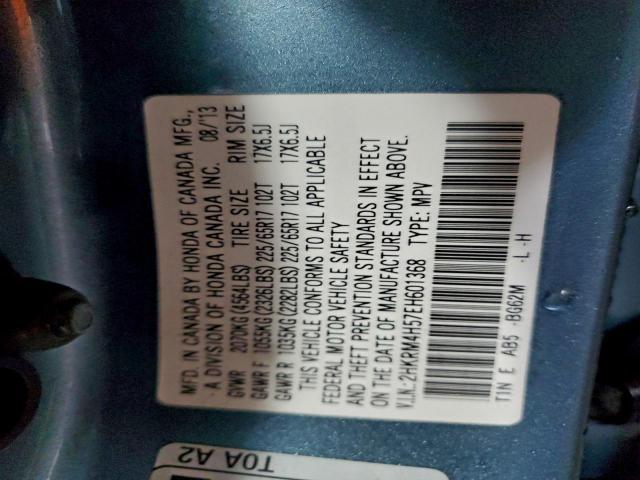 MFD. IN CANADA BY HONDA OF CANADA MFG.,
A DIVISION OF HONDA CANADA INC. 08/'13
GVWR 2070KG(4564LBS) TIRE SIZE RIM SIZE
GAWR F 1055KG(2326LBS) 225/65R17 102T 17X6.5J
GAWR R 1035KG(2282LBS) 225/65R17 102T 17X6.5J
THIS VEHICLE CONFORMS TO ALL APPLICABLE
FEDERAL MOTOR VEHICLE SAFETY
AND THEFT PREVENTION STANDARDS IN EFFECT
ON THE DATE OF MANUFACTURE SHOWN ABOVE.
V.I.N.:2HKRM4H57EH601368 TYPE: MPV
T1N E AB5 -BG62M -L -H
T0A A2